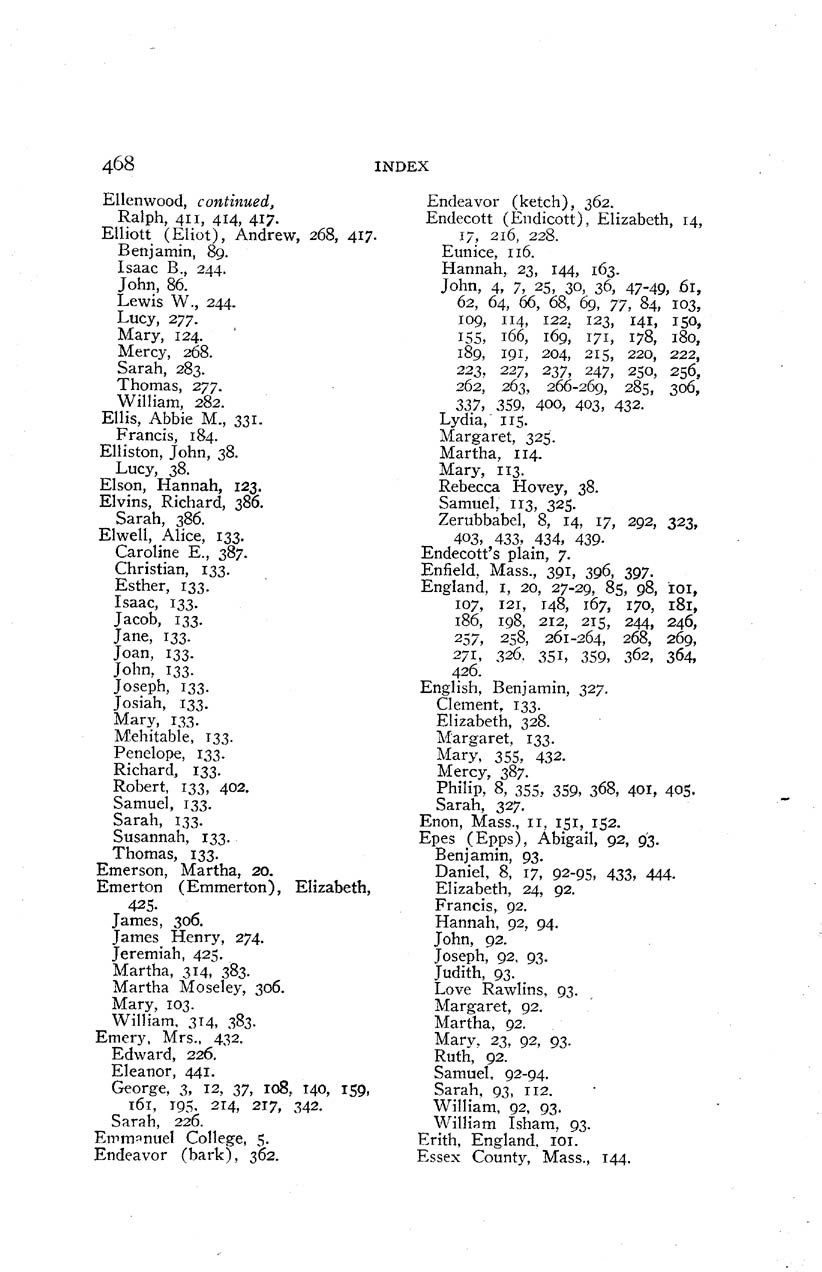 468
INDEX
Ellenwood, continued,
Ralph, 411, 414, 417.
Elliott (Eliot), Andrew, 268, 417.
Benjamin, 89.
Isaac B., 244.
John, 86.
Lewis W., 244.
Lucy, 277.
Mary, 124.
Mercy, 268.
Sarah, 283.
Thomas, 277.
William, 282.
Ellis, Abbie M., 331.
Francis, 184.
Elliston, John, 38.
Lucy, 38.
Elson, Hannah, 123.
Elvins, Richard, 386.
Sarah, 386.
Elwell, Alice, 133.
Caroline E., 387.
Christian, 133.
Esther, 133.
Isaac, 133.
Jacob, 133.
Jane, 133.
Joan, 133.
John, 133.
Joseph, 133.
Josiah, 133.
Mary, 133.
Mehitable, 133.
Penelope, 133.
Richard, 133.
Robert, 133, 402.
Samuel, 133.
Sarah, 133.
Susannah, 133.
Thomas, 133.
Emerson, Martha, 20.
Emerton (Emmerton), Elizabeth,
425.
James, 306.
James Henry, 274.
Jeremiah, 425.
Martha, 314, 383.
Martha Moseley, 306.
Mary, 103.
William, 314, 383.
Emery, Mrs., 432.
Edward, 226.
Eleanor, 441.
George, 3, 12, 37, 108, 140, 159,
161, 195, 214, 217, 342.
Sarah, 226.
Emmanuel College, 5.
Endeavor (bark), 362.
Endeavor (ketch), 362.
Endecott (Endicott), Elizabeth, 14,
17, 216, 228.
Eunice, 116.
Hannah, 23, 144, 163.
John, 4, 7, 25, 30, 36, 47-49, 61,
62, 64, 66, 68, 69, 77, 84, 103,
109, 114, 122, 123, 141, 150,
155, 166, 169, 171, 178, 180,
189, 191, 204, 215, 220, 222,
223, 227, 237, 247, 250, 256,
262, 263, 266-269, 285, 306,
337, 359, 400, 403, 432.
Lydia, 115.
Margaret, 325.
Martha, 114.
Mary, 113.
Rebecca Hovey, 38.
Samuel, 113, 325.
Zerubbabel, 8, 14, 17, 292, 323,
403, 433, 434, 439.
Endecott's plain, 7.
Enfield, Mass., 391, 396, 397.
England, 1, 20, 27-29, 85, 98, 101,
107, 121, 148, 167, 170, 181,
186, 198, 212, 215, 244, 246,
257, 258, 261-264, 268, 269,
271, 326, 351, 359, 362, 364,
426.
English, Benjamin, 327.
Clement, 133.
Elizabeth, 328.
Margaret, 133.
Mary, 355, 432.
Mercy, 387.
Philip, 8, 355, 359, 368, 401, 405.
Sarah, 327.
Enon, Mass., 11, 151, 152.
Epes (Epps), Abigail, 92, 93.
Benjamin, 93.
Daniel, 8, 17, 92-95, 433, 444.
Elizabeth, 24, 92.
Francis, 92.
Hannah, 92, 94.
John, 92.
Joseph, 92, 93.
Judith, 93.
Love Rawlins, 93.
Margaret, 92.
Martha, 92.
Mary, 23, 92, 93.
Ruth, 92.
Samuel, 92-94.
Sarah, 93, 112.
William, 92, 93.
William Isham, 93.
Erith, England, 101.
Essex County, Mass., 144.